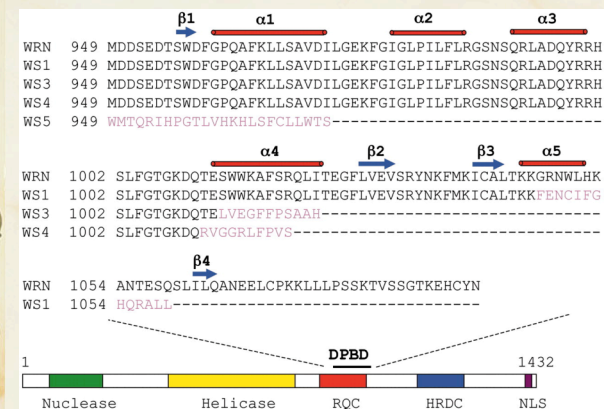 β1 α1 α2 α3
WRN 949 MDDSEDTSWDFGPQAFKLLSAVDILGEKFGIGLPILFLRGSNSQRLADQYRRH
WS1 949 MDDSEDTSWDFGPQAFKLLSAVDILGEKFGIGLPILFLRGSNSQRLADQYRRH
WS3 949 MDDSEDTSWDFGPQAFKLLSAVDILGEKFGIGLPILFLRGSNSQRLADQYRRH
WS4 949 MDDSEDTSWDFGPQAFKLLSAVDILGEKFGIGLPILFLRGSNSQRLADQYRRH
WS5 949 WMTQRIHPGTLVHKHLSFCLLWTS------------------------------
α4 β2 β3 α5
WRN 1002 SLFGTGKDQTESWWKAFSRQLITEGFLVEVSRYNKFMKICALTKKGRNWLHK
WS1 1002 SLFGTGKDQTESWWKAFSRQLITEGFLVEVSRYNKFMKICALTKKFENCIFG
WS3 1002 SLFGTGKDQTELVEGFFPSAAH------------------------------
WS4 1002 SLFGTGKDQRVGGRLFPVS---------------------------------
β4
WRN 1054 ANTESQSLILQANEELCPKKLLLPSSKTVSSGTKEHCYN
WS1 1054 HQRALL---------------------------------
DPBD
1 1432
Nuclease Helicase RQC HRDC NLS